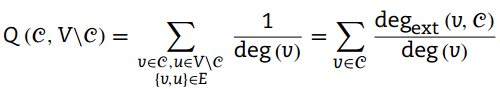 Q (𝒞, V\𝒞) = ∑_{υ∈𝒞, u∈V\𝒞, {υ,u}∈E} 1/deg (υ) = ∑_{υ∈𝒞} deg_ext (υ, 𝒞)/deg (υ)